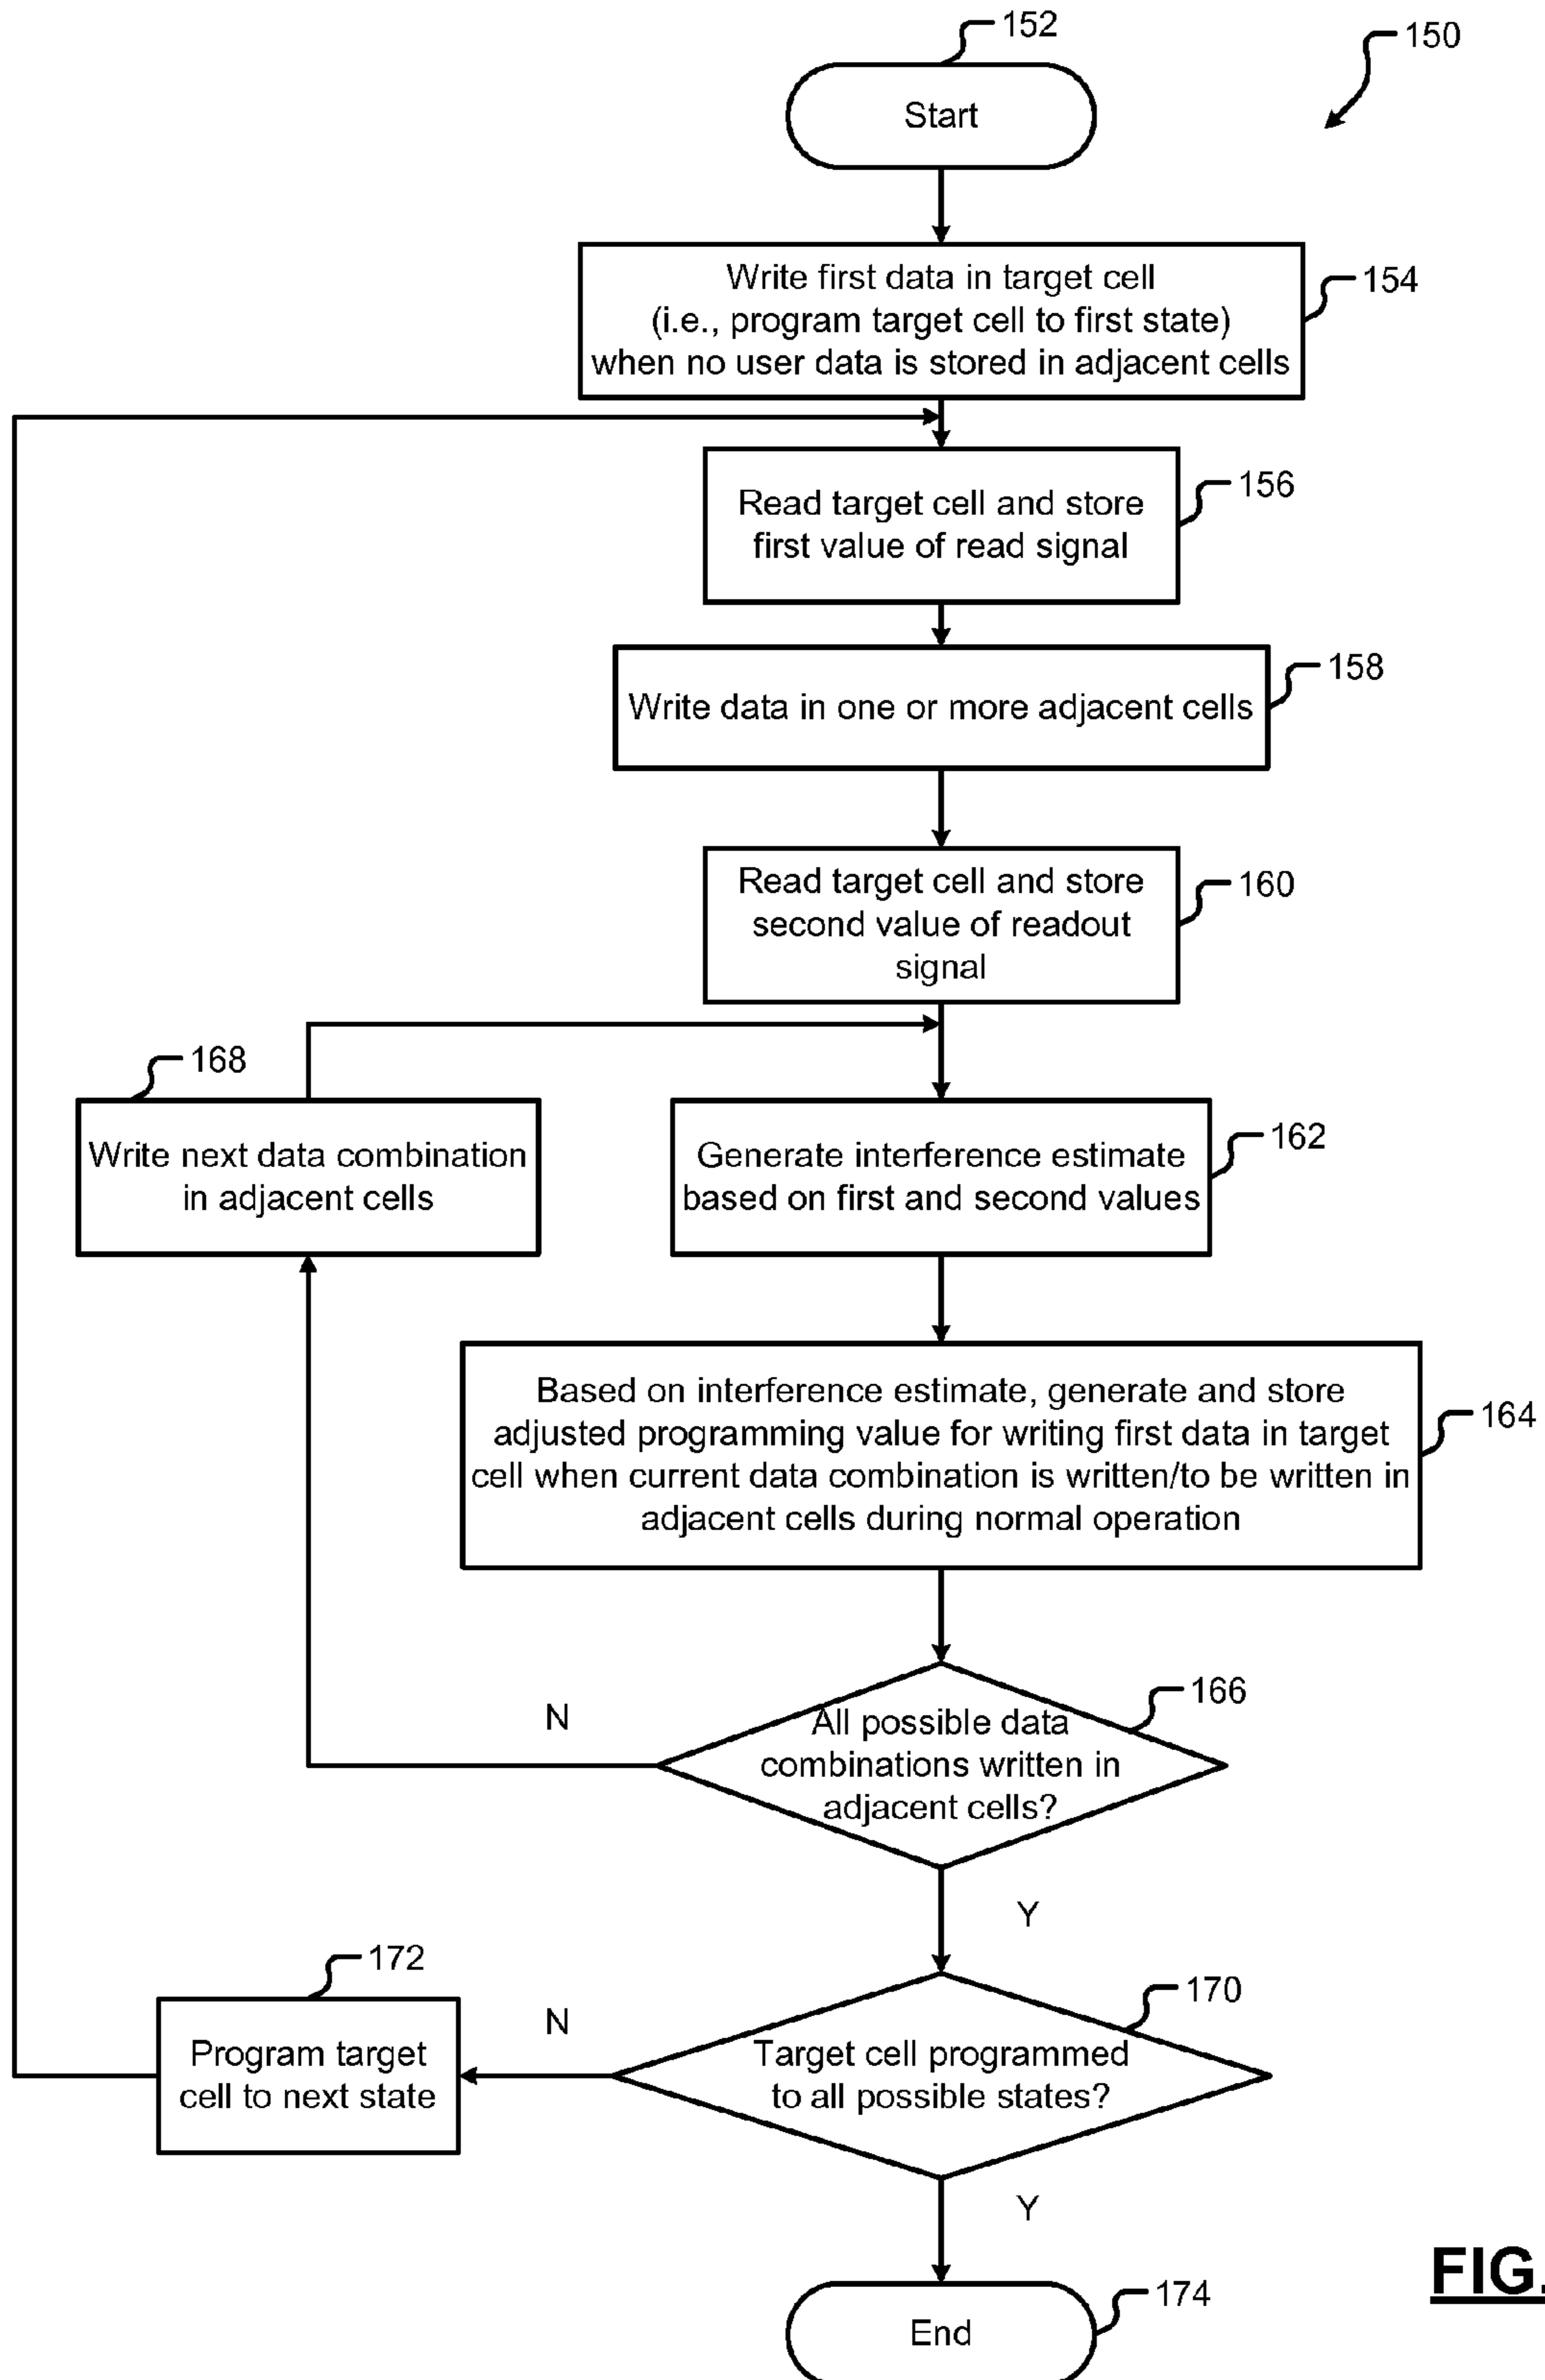 152
150
Start
Write first data in target cell
(i.e., program target cell to first state)
when no user data is stored in adjacent cells
154
Read target cell and store
first value of read signal
156
Write data in one or more adjacent cells
158
Read target cell and store
second value of readout
signal
160
168
Write next data combination
in adjacent cells
Generate interference estimate
based on first and second values
162
Based on interference estimate, generate and store
adjusted programming value for writing first data in target
cell when current data combination is written/to be written in
adjacent cells during normal operation
164
N
All possible data
combinations written in
adjacent cells?
166
Y
172
Program target
cell to next state
N
Target cell programmed
to all possible states?
170
Y
End
174
FIG.